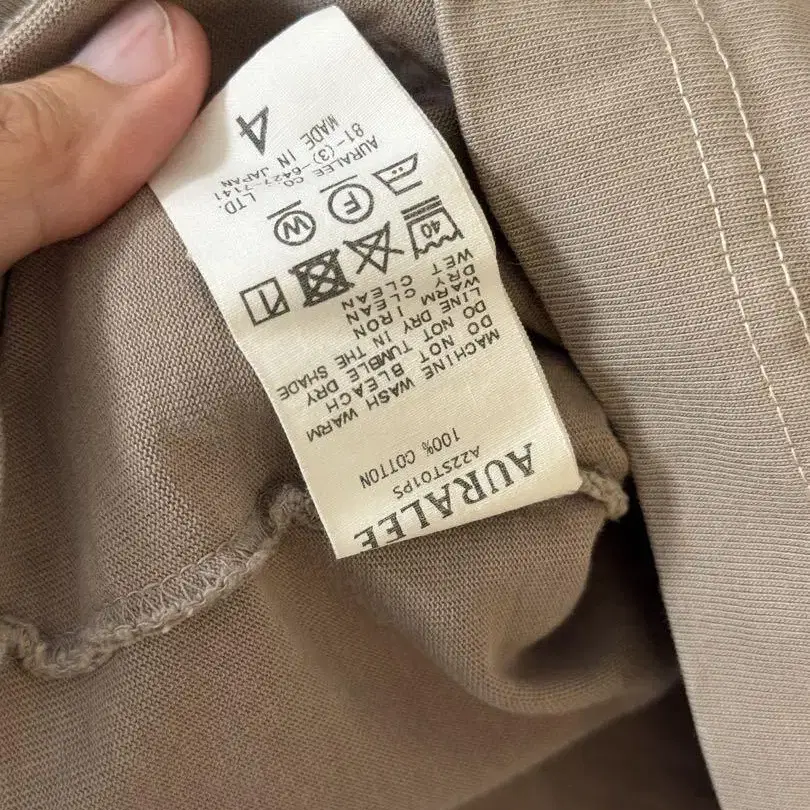 AURALEE
A22ST01PS
100% COTTON
MACHINE WASH WARM
DO NOT BLEACH
DO NOT TUMBLE DRY
LINE DRY IN THE SHADE
WARM IRON
DRY CLEAN
WET CLEAN
40
F
W
AURALEE CO., LTD.
81-(3)-6427-7141
MADE IN JAPAN
4